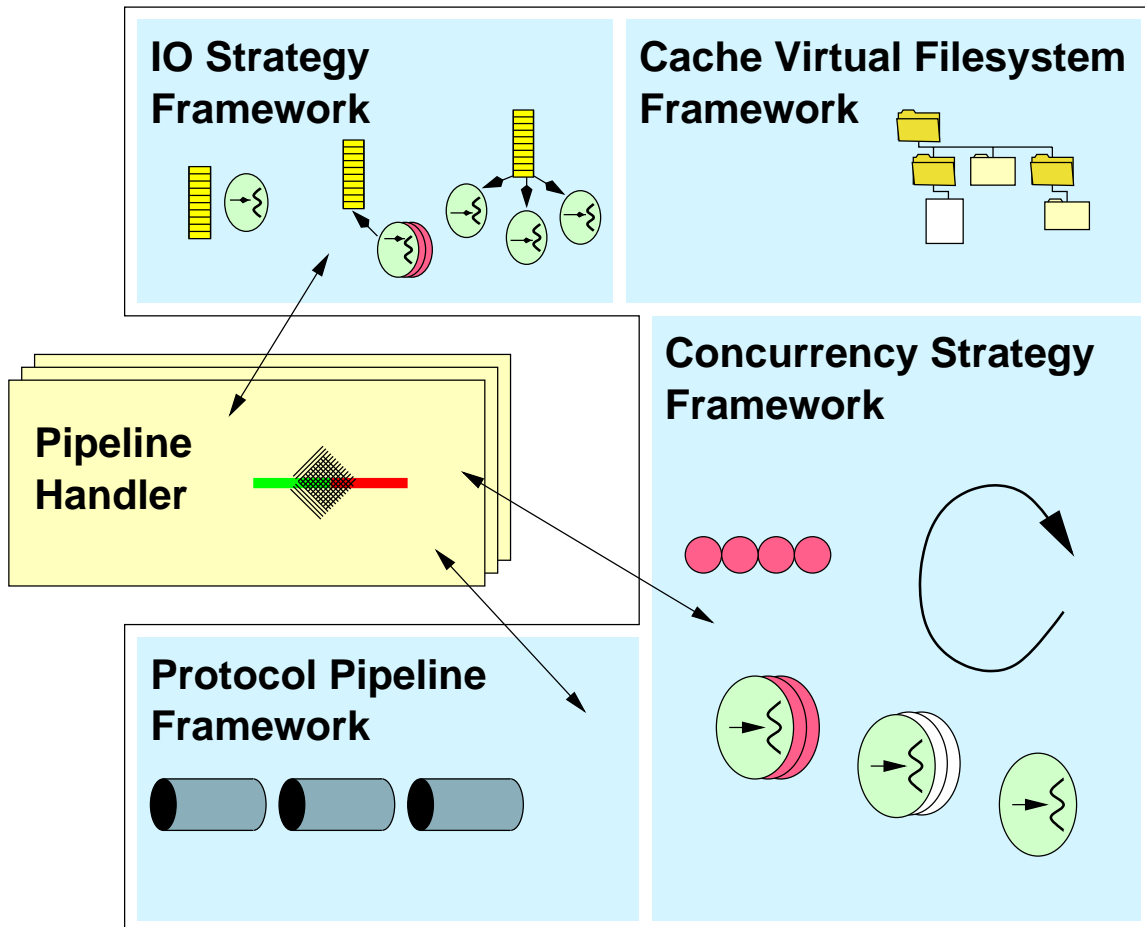 IO Strategy
Framework
Cache Virtual Filesystem
Framework
Concurrency Strategy
Framework
Pipeline
Handler
Protocol Pipeline
Framework